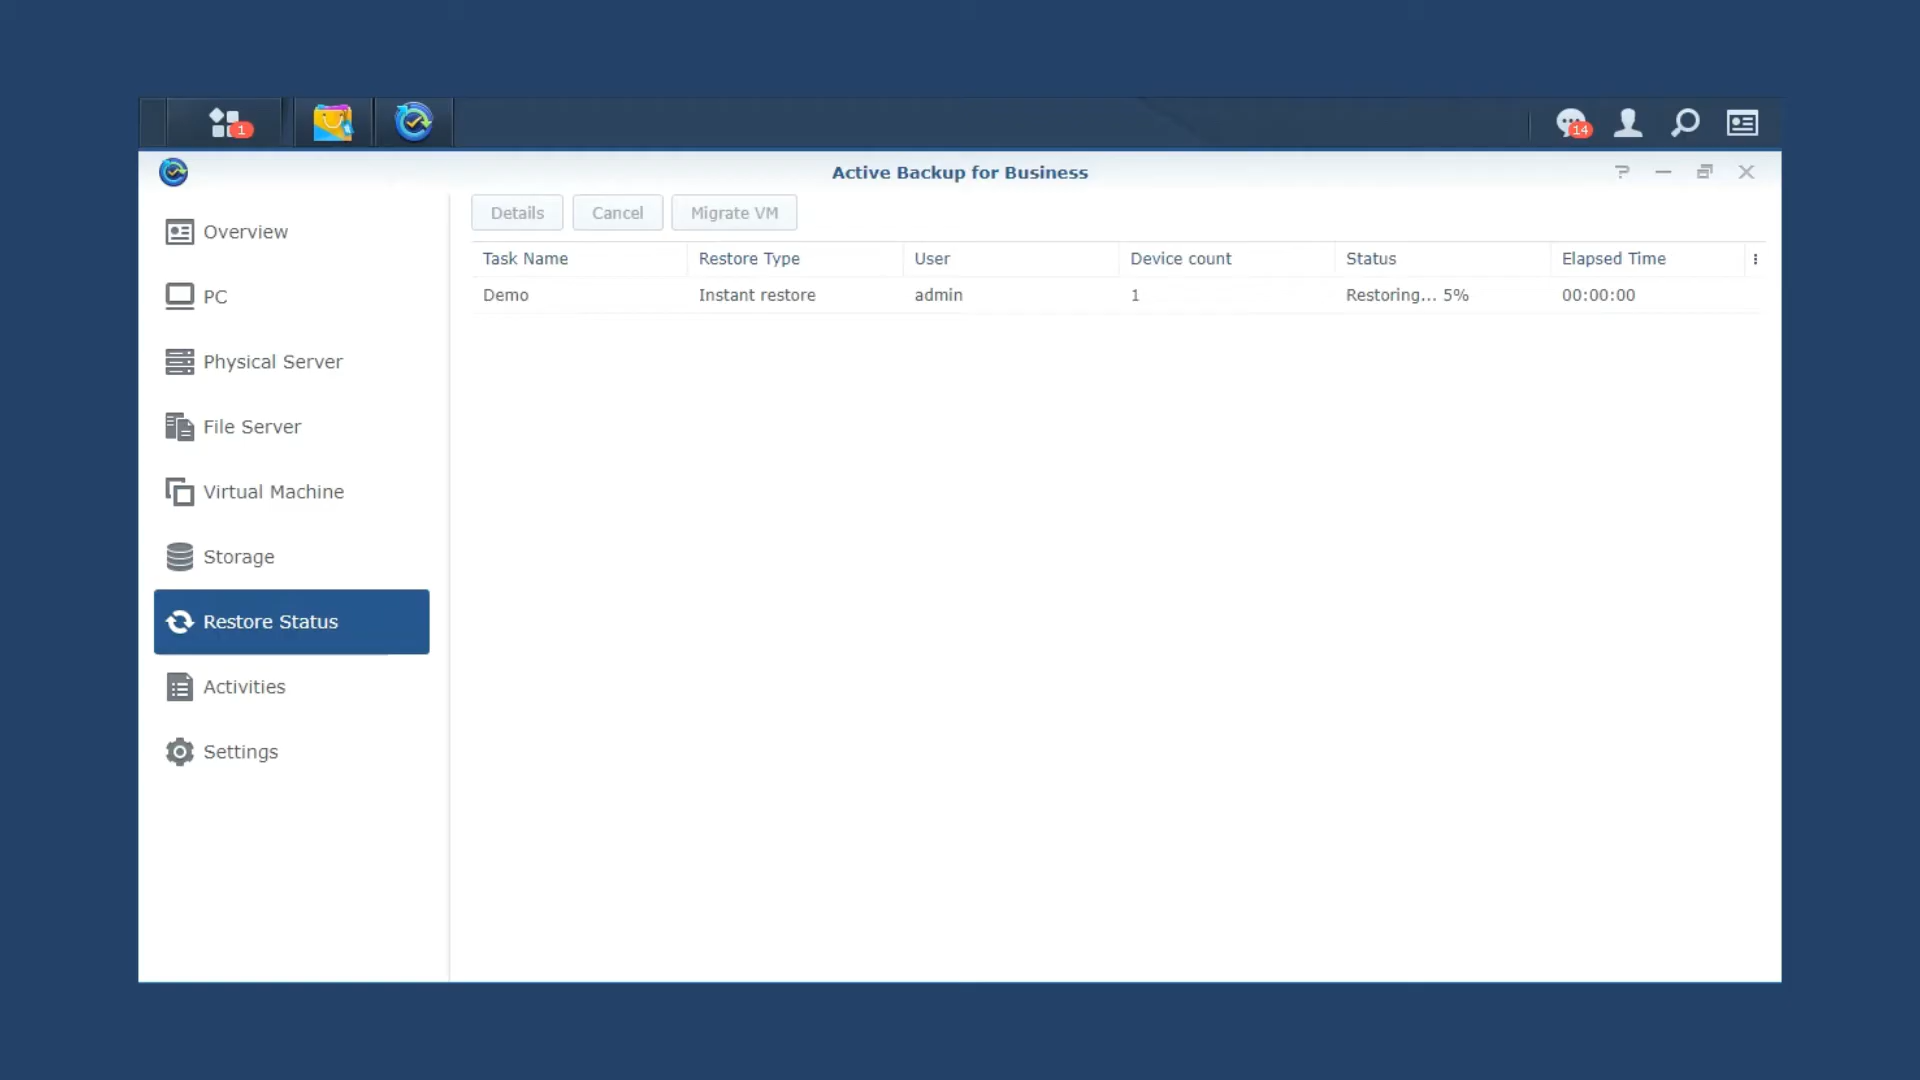 1
14
Active Backup for Business
?
Overview
PC
Physical Server
File Server
Virtual Machine
Storage
Restore Status
Activities
Settings
Details Cancel Migrate VM
Task Name Restore Type User Device count Status Elapsed Time
Demo Instant restore admin 1 Restoring... 5% 00:00:00